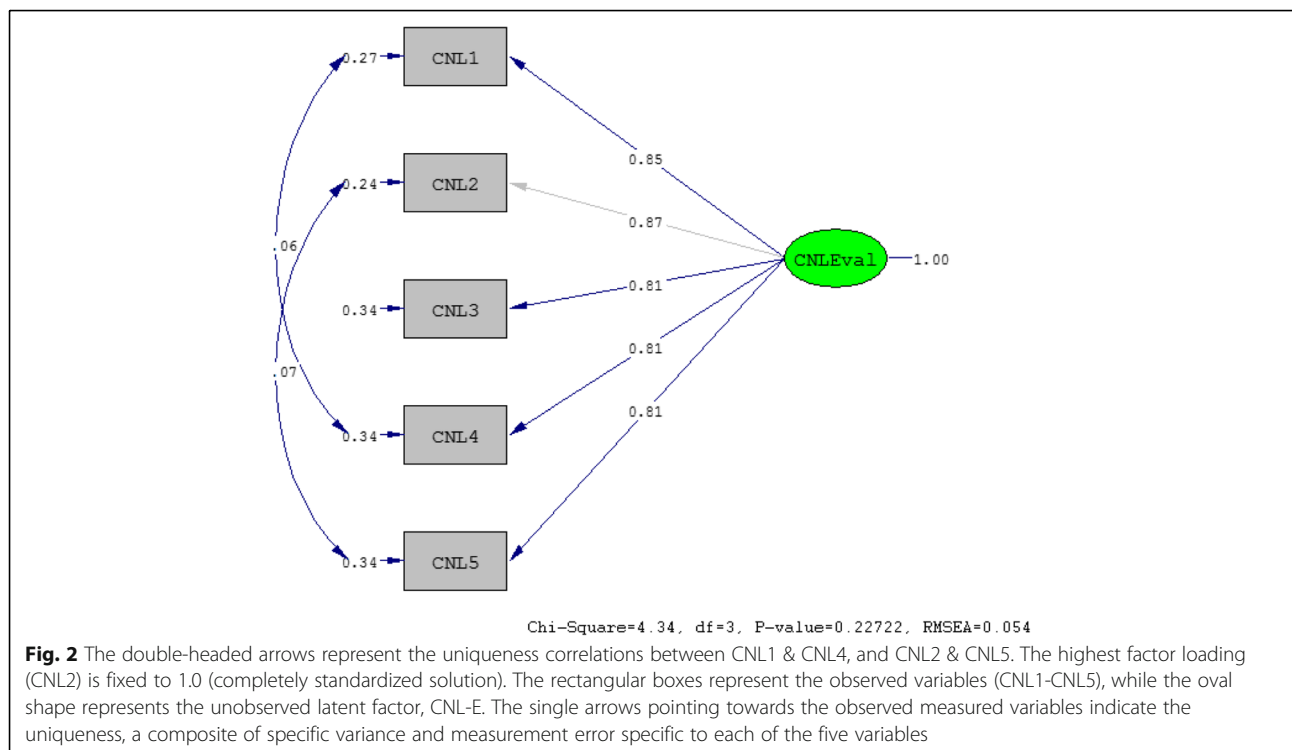 0.27
CNL1
0.85
0.24
CNL2
0.87
.06
CNLEval
1.00
0.34
CNL3
0.81
0.81
.07
0.34
CNL4
0.81
0.34
CNL5
Chi-Square=4.34, df=3, P-value=0.22722, RMSEA=0.054
Fig. 2 The double-headed arrows represent the uniqueness correlations between CNL1 & CNL4, and CNL2 & CNL5. The highest factor loading
(CNL2) is fixed to 1.0 (completely standardized solution). The rectangular boxes represent the observed variables (CNL1-CNL5), while the oval
shape represents the unobserved latent factor, CNL-E. The single arrows pointing towards the observed measured variables indicate the
uniqueness, a composite of specific variance and measurement error specific to each of the five variables